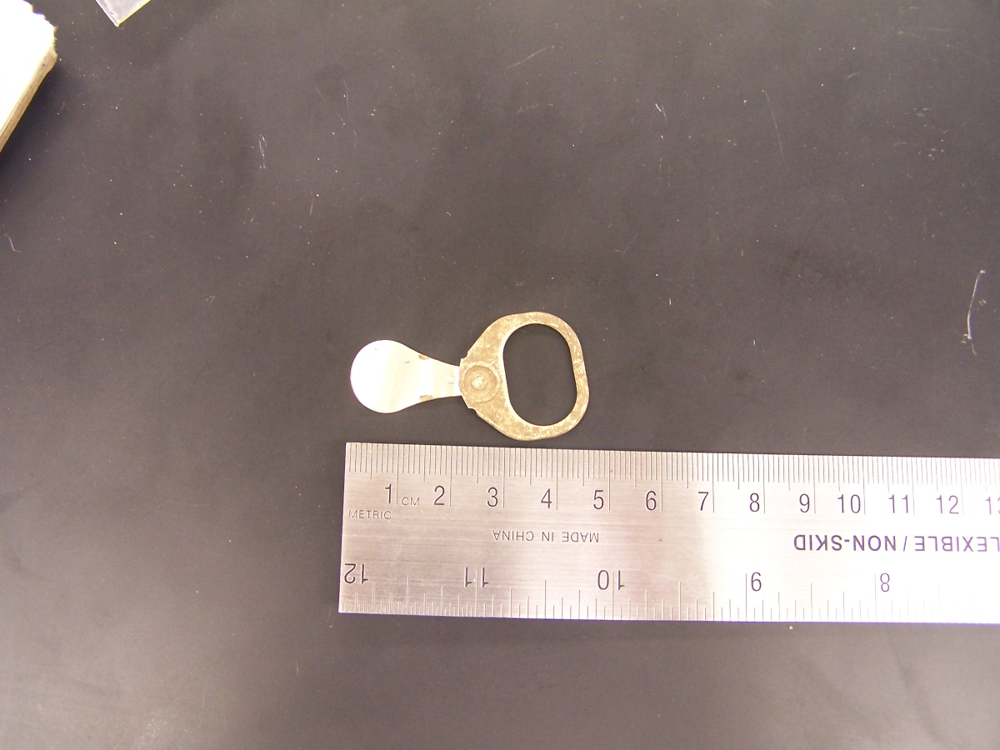 1 CM 2 3 4 5 6 7 8 9 10 11 12
METRIC
MADE IN CHINA
LEXIBLE / NON-SKID
12 11 10 9 8